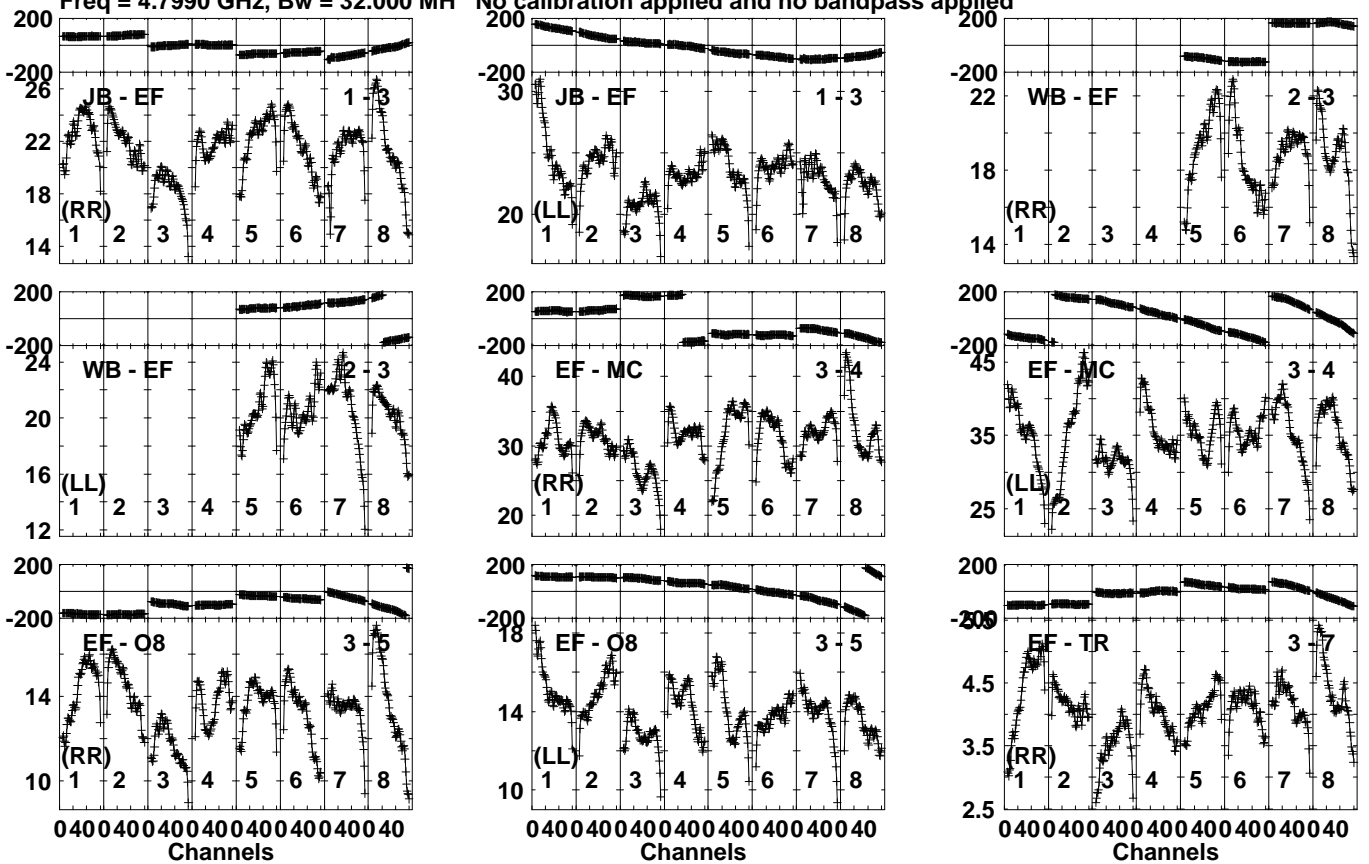 Freq = 4.7990 GHz, Bw = 32.000 MH No calibration applied and no bandpass applied
200 200 200
-200 -200 -200
26 JB - EF 1 - 3 30 JB - EF 1 - 3 22 WB - EF 2 - 3
22
18 18
(RR) 20 (LL) (RR)
14 1 2 3 4 5 6 7 8 1 2 3 4 5 6 7 8 14 1 2 3 4 5 6 7 8
200 200 200
-200 -200 -200
24 WB - EF 2 - 3 40 EF - MC 3 - 4 45 EF - MC 3 - 4
20 30 35
16
(LL) (RR) (LL)
1 2 3 4 5 6 7 8 1 2 3 4 5 6 7 8 25 1 2 3 4 5 6 7 8
12 20
200 200 200
-200 -200 -200
EF - O8 3 - 5 18 EF - O8 3 - 5 5.5 EF - TR 3 - 7
14 14 4.5
(RR) (LL) 3.5 (RR)
10 1 2 3 4 5 6 7 8 10 1 2 3 4 5 6 7 8 1 2 3 4 5 6 7 8
2.5
0 40 0 40 0 40 0 40 0 40 0 40 0 40 0 40 0 40 0 40 0 40 0 40 0 40 0 40 0 40 0 40 0 40 0 40 0 40 0 40 0 40 0 40 0 40 0 40
Channels Channels Channels